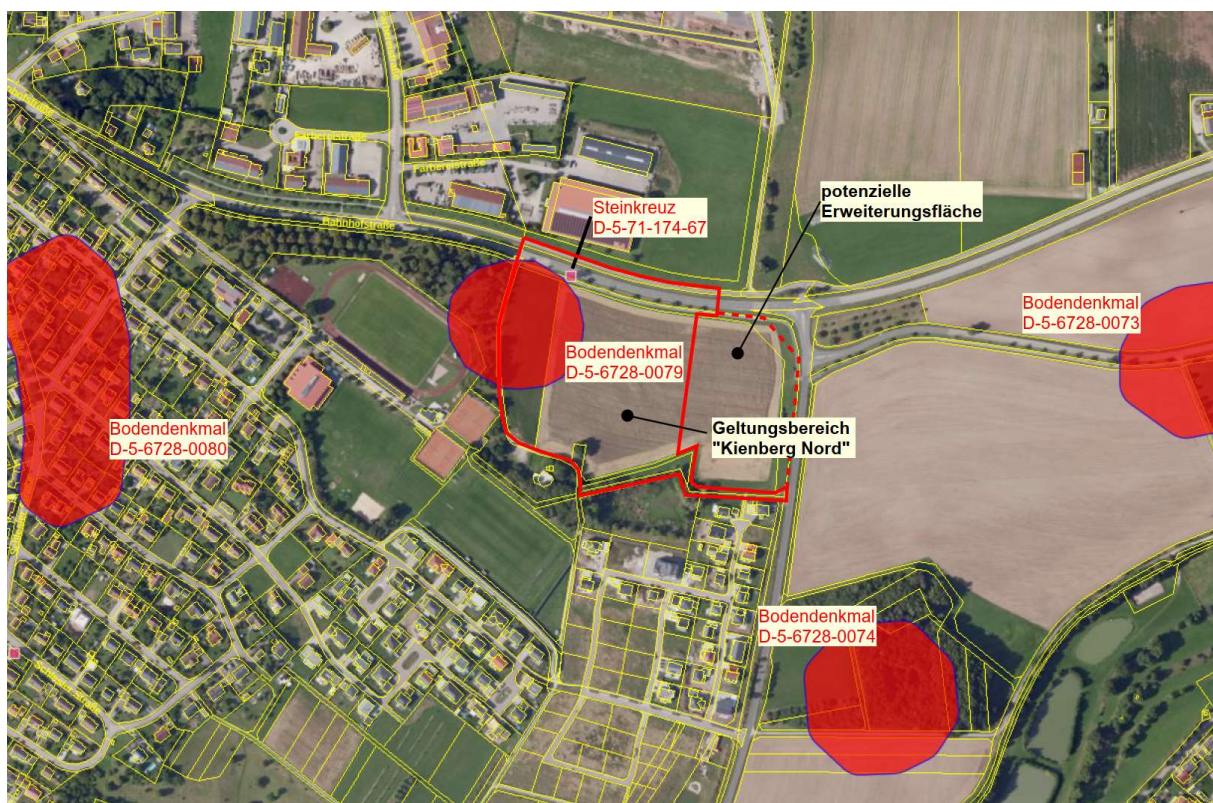 Bahnhofstraße
potenzielle
Erweiterungsfläche
Steinkreuz
D-5-71-174-67
Bodendenkmal
D-5-6728-0073
Bodendenkmal
D-5-6728-0079
Geltungsbereich
"Kienberg Nord"
Bodendenkmal
D-5-6728-0080
Bodendenkmal
D-5-6728-0074